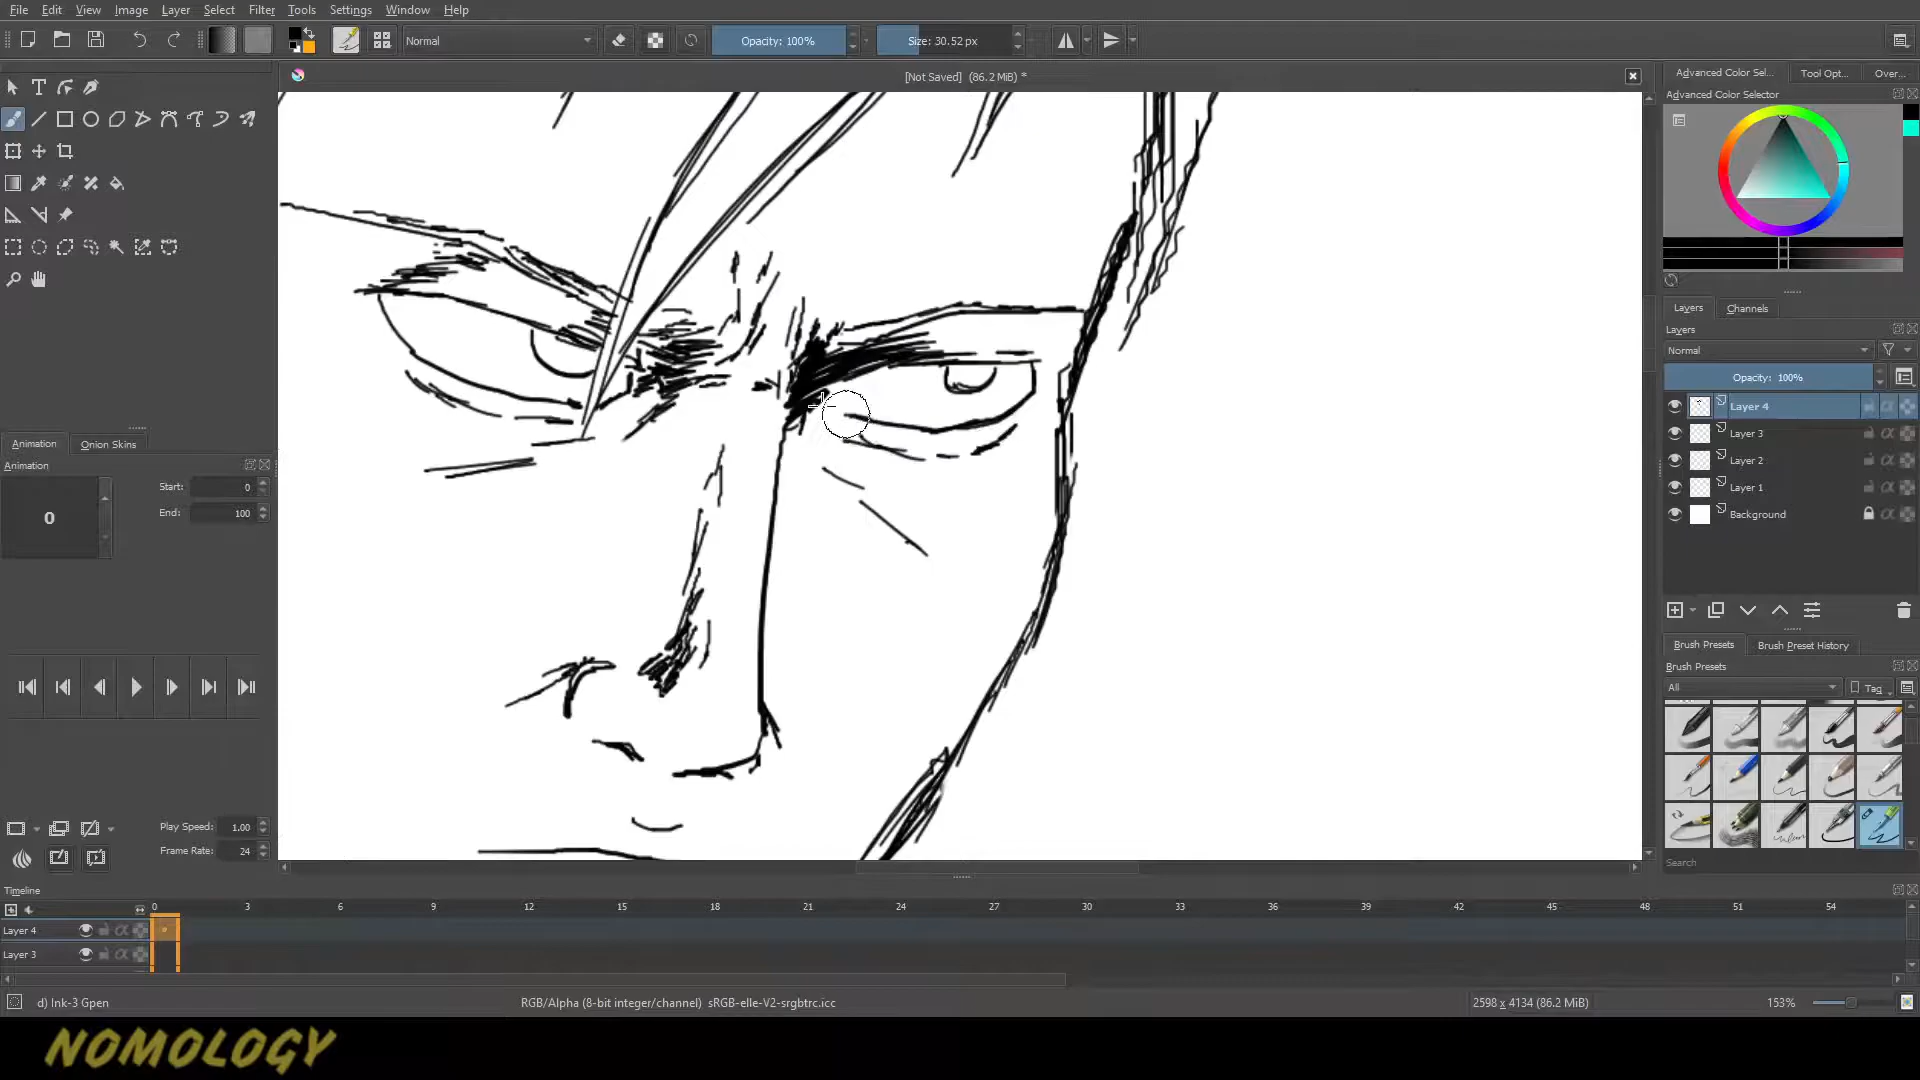 File Edit View Image Layer Select Filter Tools Settings Window Help
Normal Opacity: 100% Size: 30.52 px
[Not Saved] (86.2 MiB) *
Advanced Color Sel... Tool Opt... Over...
Advanced Color Selector
Layers Channels
Layers
Normal
Opacity: 100%
Layer 4
Layer 3
Layer 2
Layer 1
Background
Animation Onion Skins
Animation
Start: 0
0
End: 100
Brush Presets Brush Preset History
Brush Presets
All Tag
Search
Play Speed: 1.00
Frame Rate: 24
Timeline
0 3 6 9 12 15 18 21 24 27 30 33 36 39 42 45 48 51 54
Layer 4
Layer 3
d) Ink-3 Gpen RGB/Alpha (8-bit integer/channel) sRGB-elle-V2-srgbtrc.icc 2598 x 4134 (86.2 MiB) 153%
NOMOLOGY